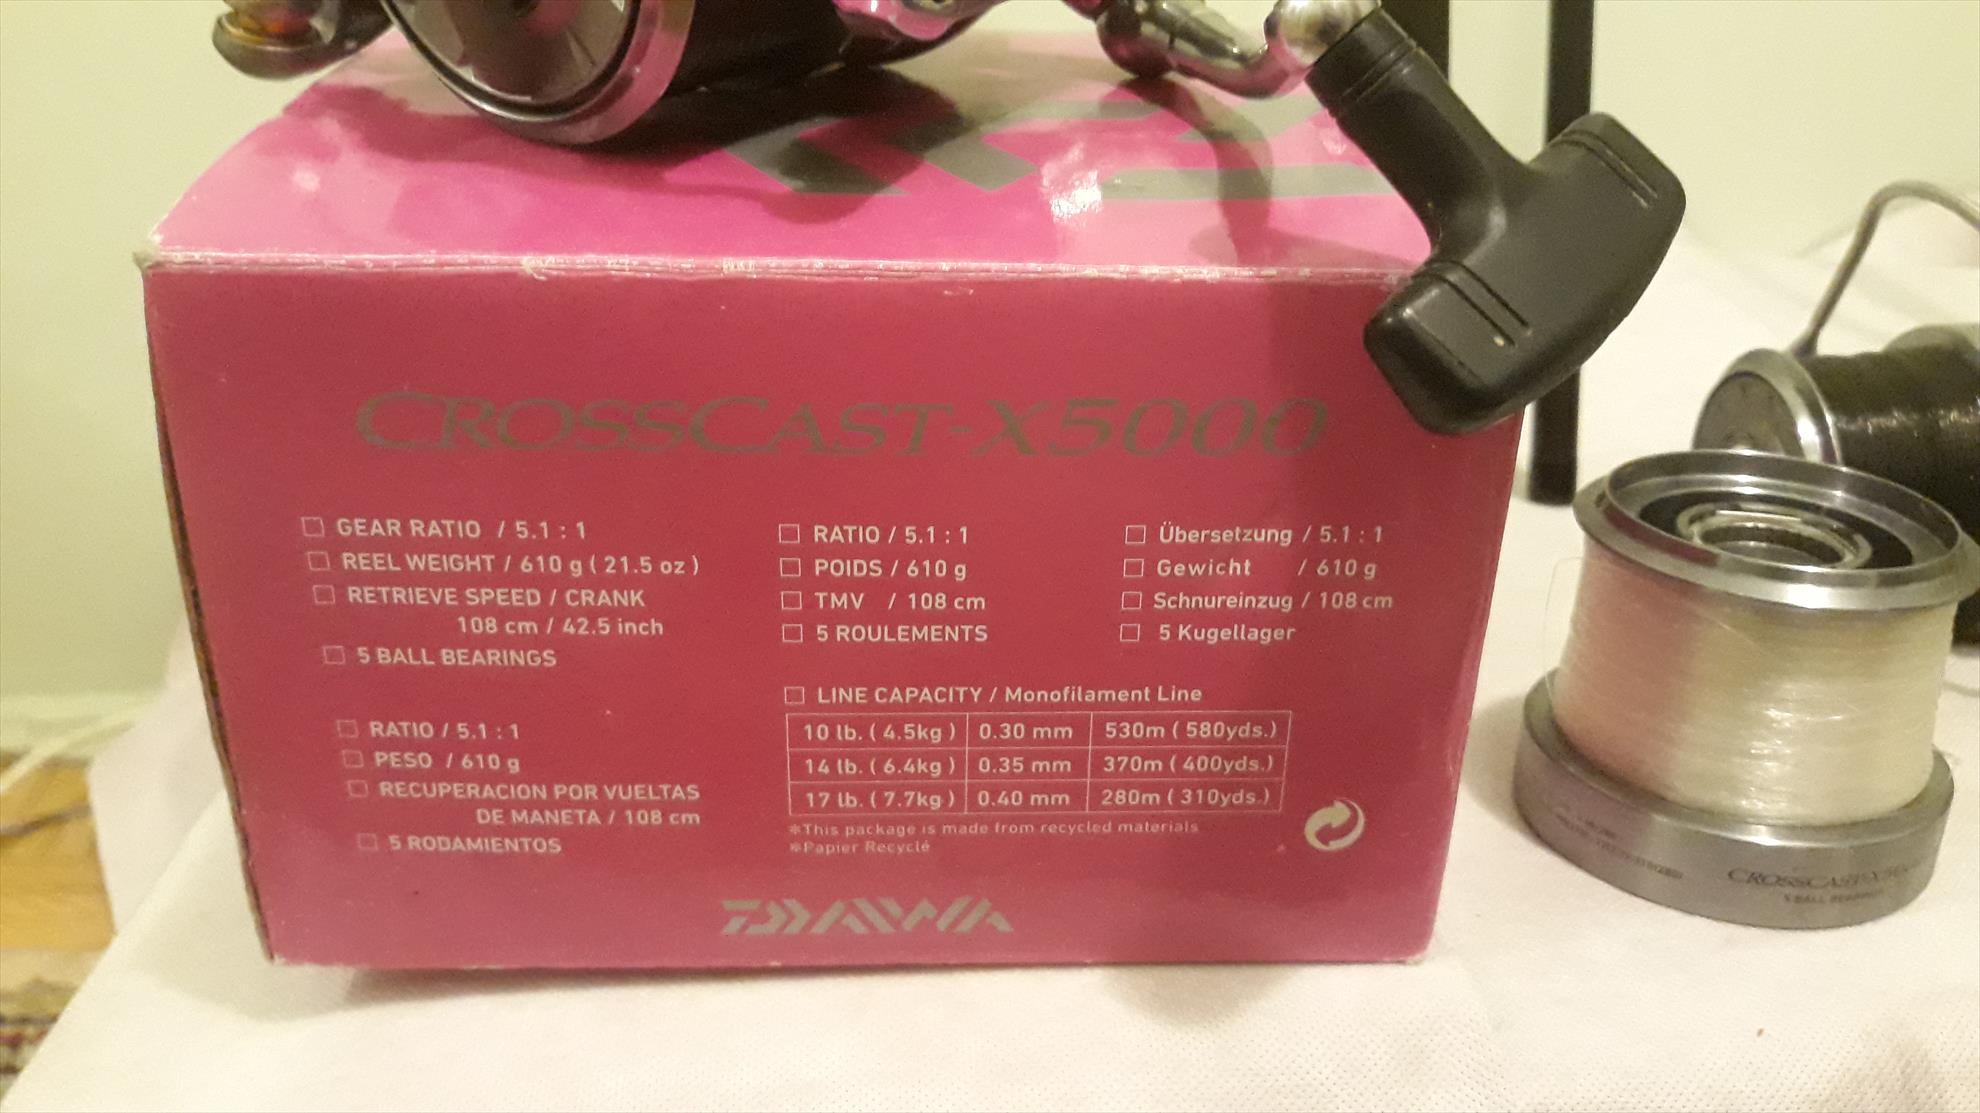 CROSSCAST-X5000
GEAR RATIO / 5.1 : 1
REEL WEIGHT / 610 g ( 21.5 oz )
RETRIEVE SPEED / CRANK
108 cm / 42.5 inch
5 BALL BEARINGS
RATIO / 5.1 : 1
POIDS / 610 g
TMV / 108 cm
5 ROULEMENTS
Übersetzung / 5.1 : 1
Gewicht / 610 g
Schnureinzug / 108 cm
5 Kugellager
RATIO / 5.1 : 1
PESO / 610 g
RECUPERACION POR VUELTAS
DE MANETA / 108 cm
5 RODAMIENTOS
LINE CAPACITY / Monofilament Line
10 lb. ( 4.5kg ) 0.30 mm 530m ( 580yds.)
14 lb. ( 6.4kg ) 0.35 mm 370m ( 400yds.)
17 lb. ( 7.7kg ) 0.40 mm 280m ( 310yds.)
*This package is made from recycled materials
*Papier Recyclé
DAIWA
5 BALL BEARINGS